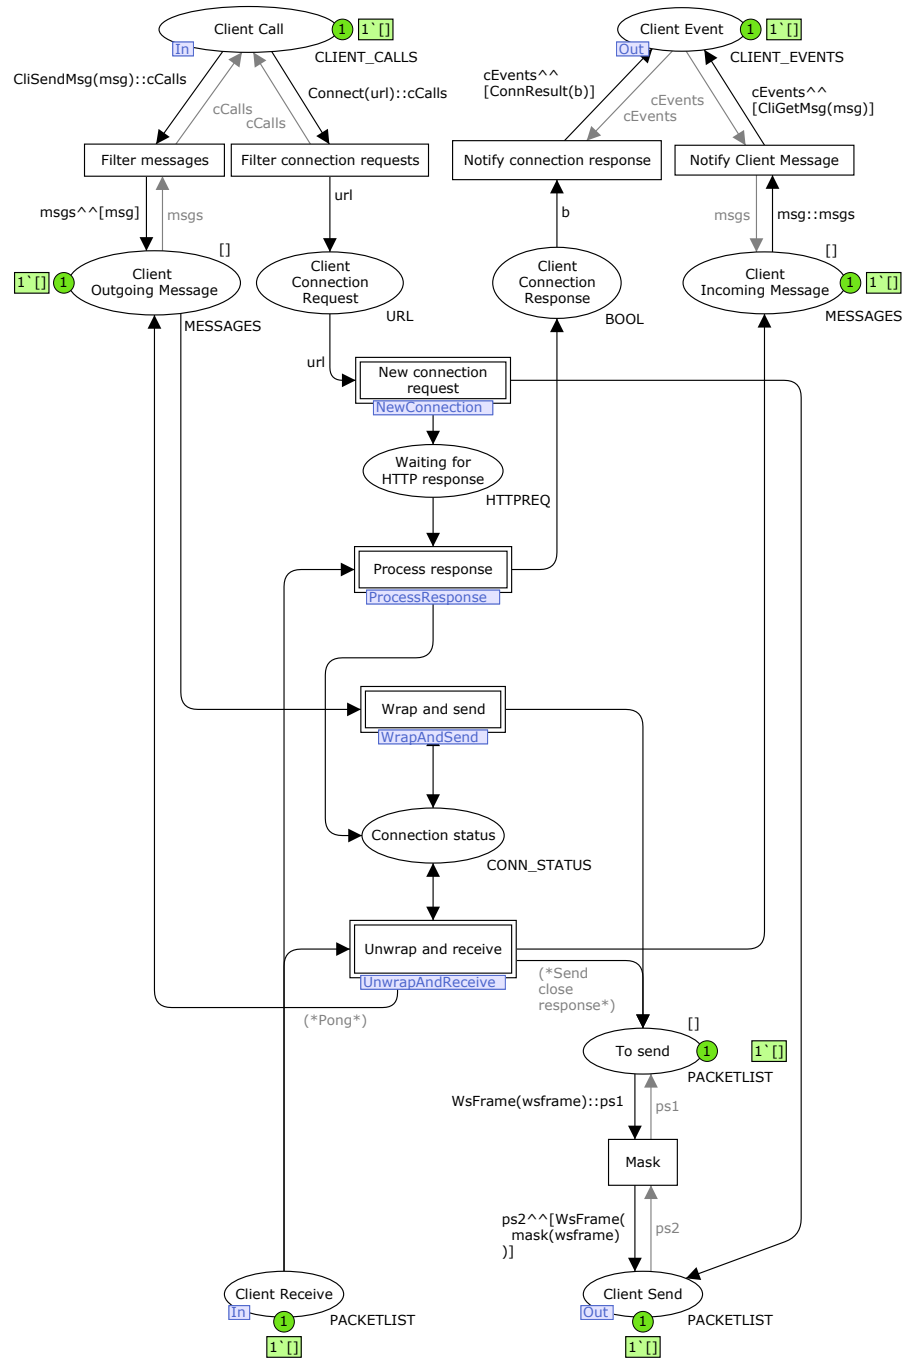 Client Call
1
1`[]
In
CLIENT_CALLS
Client Event
1
1`[]
Out
CLIENT_EVENTS
CliSendMsg(msg)::cCalls
cCalls
cCalls
Connect(url)::cCalls
cEvents^^
[ConnResult(b)]
cEvents
cEvents
cEvents^^
[CliGetMsg(msg)]
Filter messages
Filter connection requests
Notify connection response
Notify Client Message
msgs^^[msg]
msgs
url
b
msgs
msg::msgs
[]
[]
1`[]
1
Client
Outgoing Message
MESSAGES
Client
Connection
Request
URL
Client
Connection
Response
BOOL
Client
Incoming Message
1
1`[]
MESSAGES
url
New connection
request
NewConnection
Waiting for
HTTP response
HTTPREQ
Process response
ProcessResponse
Wrap and send
WrapAndSend
Connection status
CONN_STATUS
Unwrap and receive
UnwrapAndReceive
(*Pong*)
(*Send
close
response*)
[]
To send
1
1`[]
PACKETLIST
WsFrame(wsframe)::ps1
ps1
Mask
ps2^^[WsFrame(
mask(wsframe)
)]
ps2
Client Receive
In
PACKETLIST
1
1`[]
Client Send
Out
PACKETLIST
1
1`[]